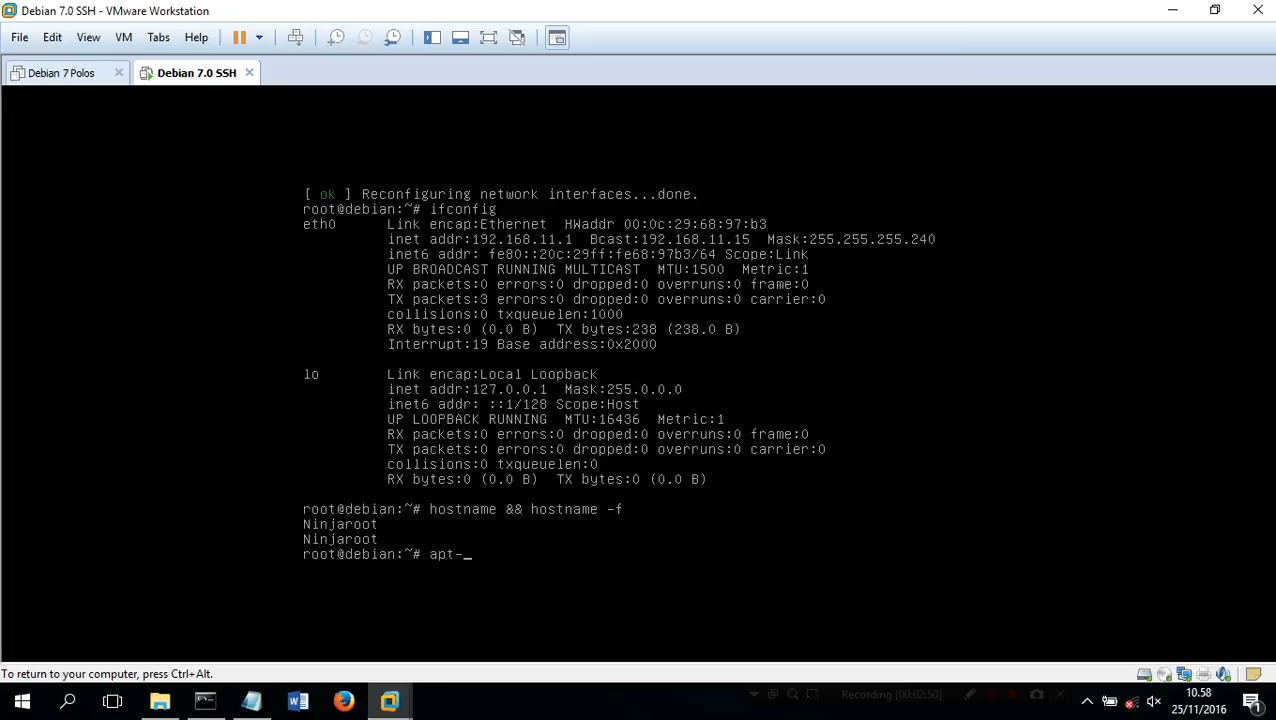 Debian 7.0 SSH - VMware Workstation
File Edit View VM Tabs Help
Debian 7 Polos Debian 7.0 SSH
[ ok ] Reconfiguring network interfaces...done.
root@debian:~# ifconfig
eth0 Link encap:Ethernet HWaddr 00:0c:29:68:97:b3
inet addr:192.168.11.1 Bcast:192.168.11.15 Mask:255.255.255.240
inet6 addr: fe80::20c:29ff:fe68:97b3/64 Scope:Link
UP BROADCAST RUNNING MULTICAST MTU:1500 Metric:1
RX packets:0 errors:0 dropped:0 overruns:0 frame:0
TX packets:3 errors:0 dropped:0 overruns:0 carrier:0
collisions:0 txqueuelen:1000
RX bytes:0 (0.0 B) TX bytes:238 (238.0 B)
Interrupt:19 Base address:0x2000
lo Link encap:Local Loopback
inet addr:127.0.0.1 Mask:255.0.0.0
inet6 addr: ::1/128 Scope:Host
UP LOOPBACK RUNNING MTU:16436 Metric:1
RX packets:0 errors:0 dropped:0 overruns:0 frame:0
TX packets:0 errors:0 dropped:0 overruns:0 carrier:0
collisions:0 txqueuelen:0
RX bytes:0 (0.0 B) TX bytes:0 (0.0 B)
root@debian:~# hostname && hostname -f
Ninjaroot
Ninjaroot
root@debian:~# apt-_
To return to your computer, press Ctrl+Alt.
Recording [00:02:50]
10.58
25/11/2016
1